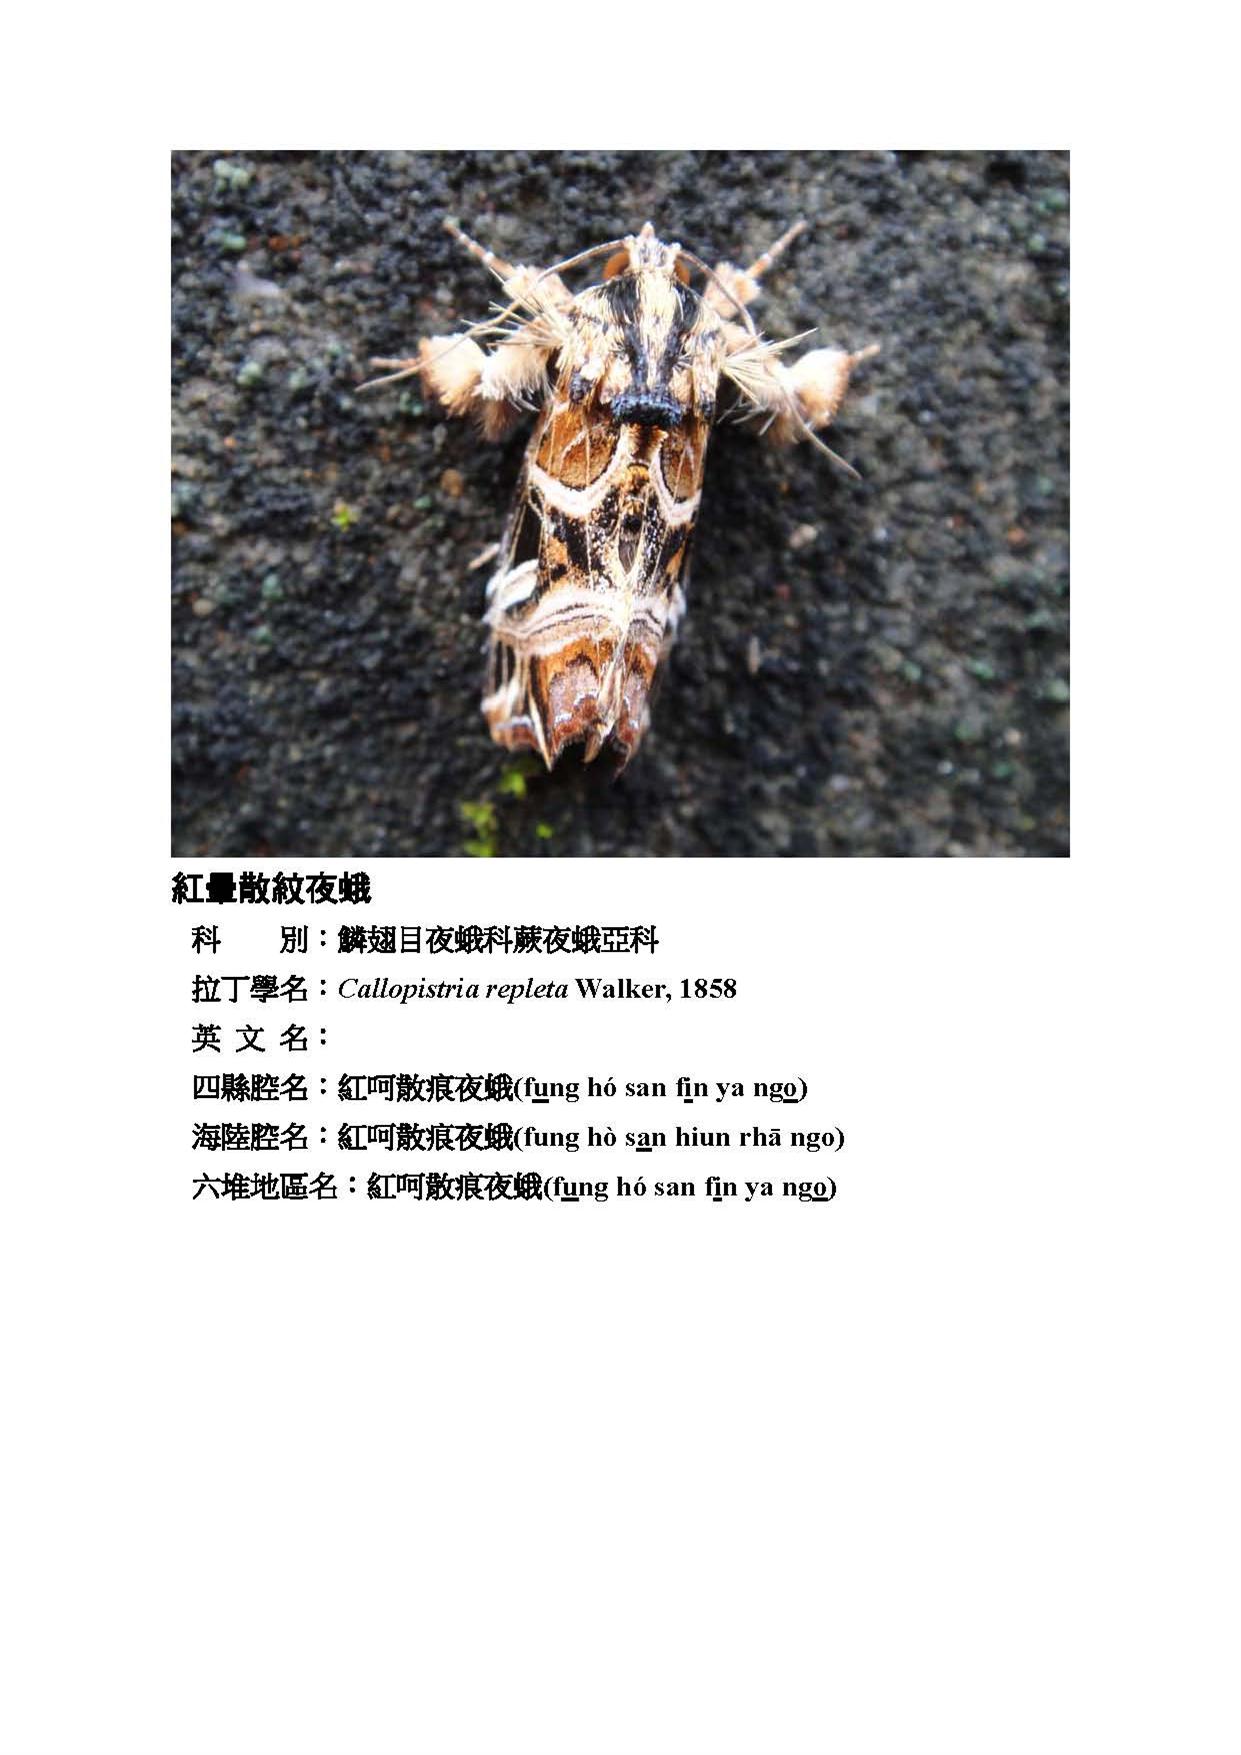 紅暈散紋夜蛾
科　　別：鱗翅目夜蛾科蕨夜蛾亞科
拉丁學名：Callopistria repleta Walker, 1858
英 文 名：
四縣腔名：紅呵散痕夜蛾(fung hó san fin ya ngo)
海陸腔名：紅呵散痕夜蛾(fung hò san hiun rhā ngo)
六堆地區名：紅呵散痕夜蛾(fung hó san fin ya ngo)